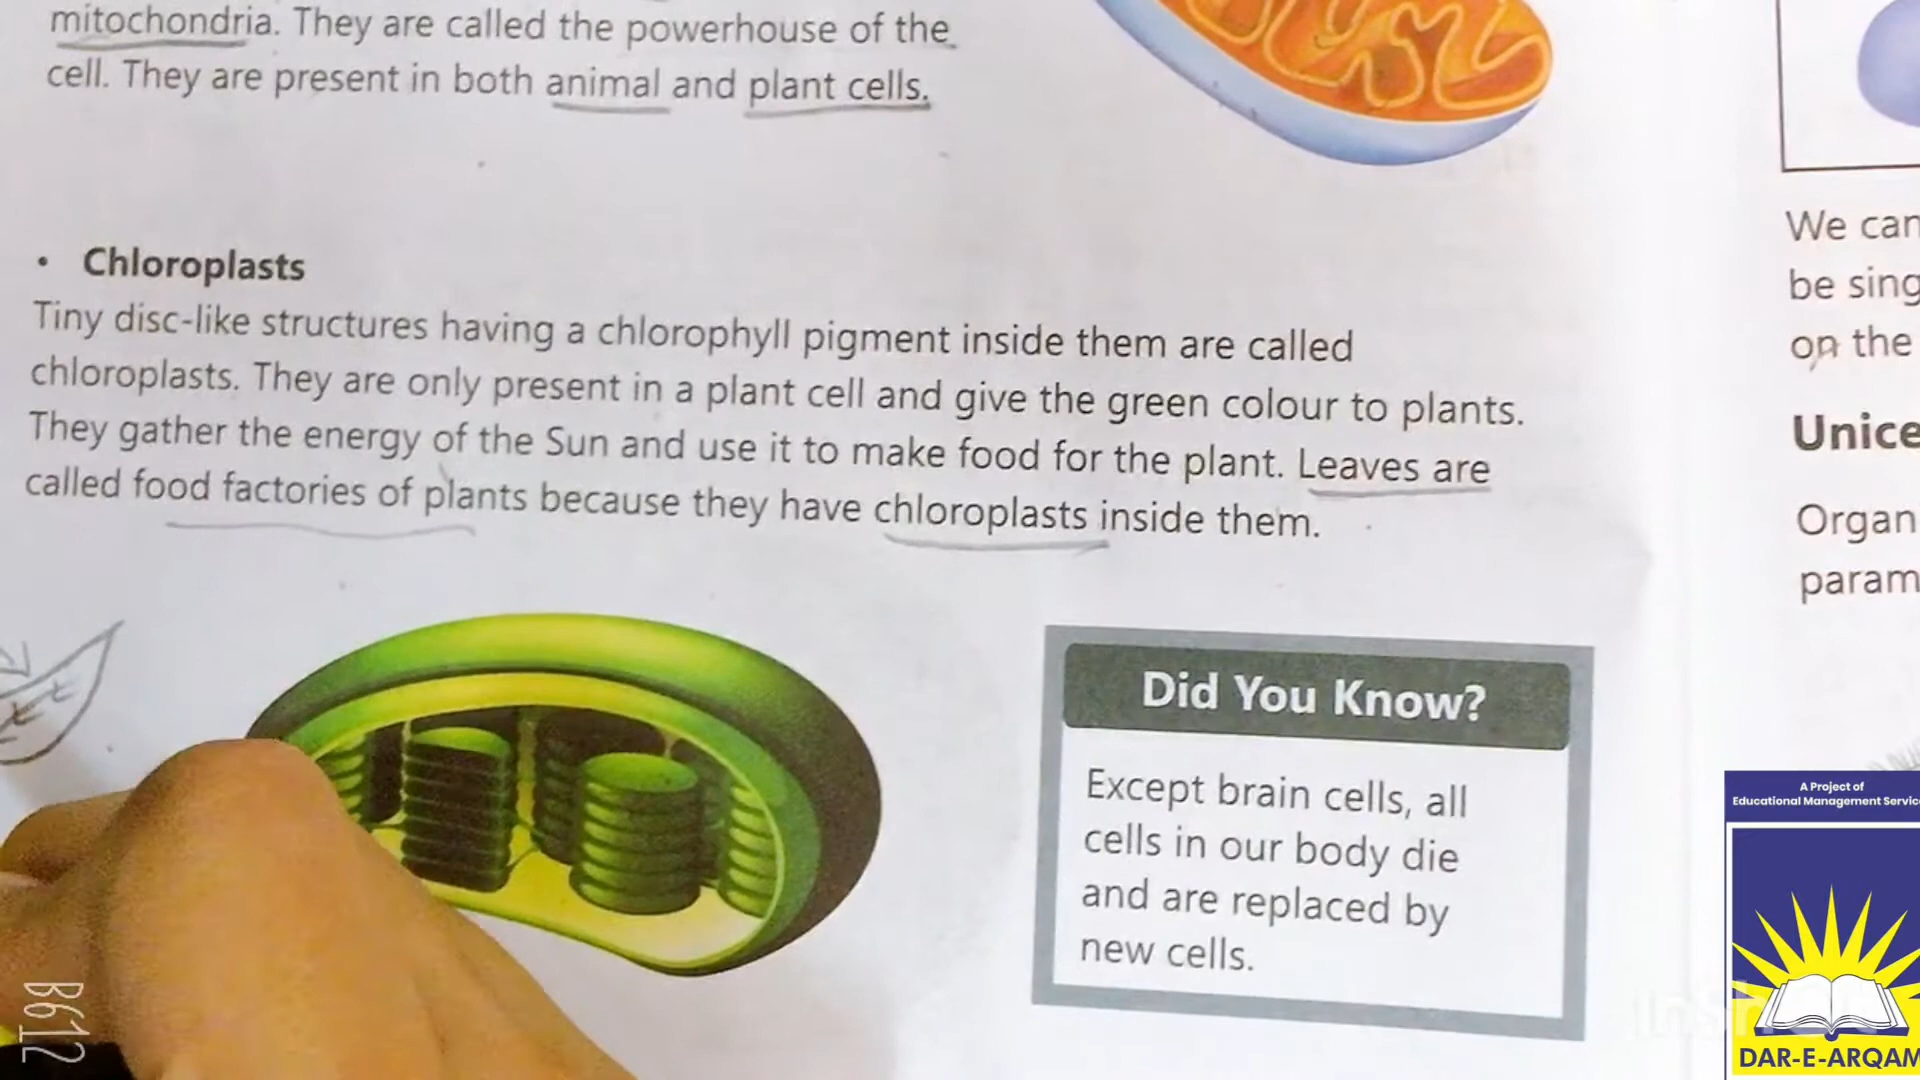 mitochondria. They are called the powerhouse of the
cell. They are present in both animal and plant cells.
• Chloroplasts
Tiny disc-like structures having a chlorophyll pigment inside them are called
chloroplasts. They are only present in a plant cell and give the green colour to plants.
They gather the energy of the Sun and use it to make food for the plant. Leaves are
called food factories of plants because they have chloroplasts inside them.
Did You Know?
Except brain cells, all
cells in our body die
and are replaced by
new cells.
We can
be sing
on the
Unice
Organ
param
A Project of
Educational Management Service
DAR-E-ARQAM
B612
InSh